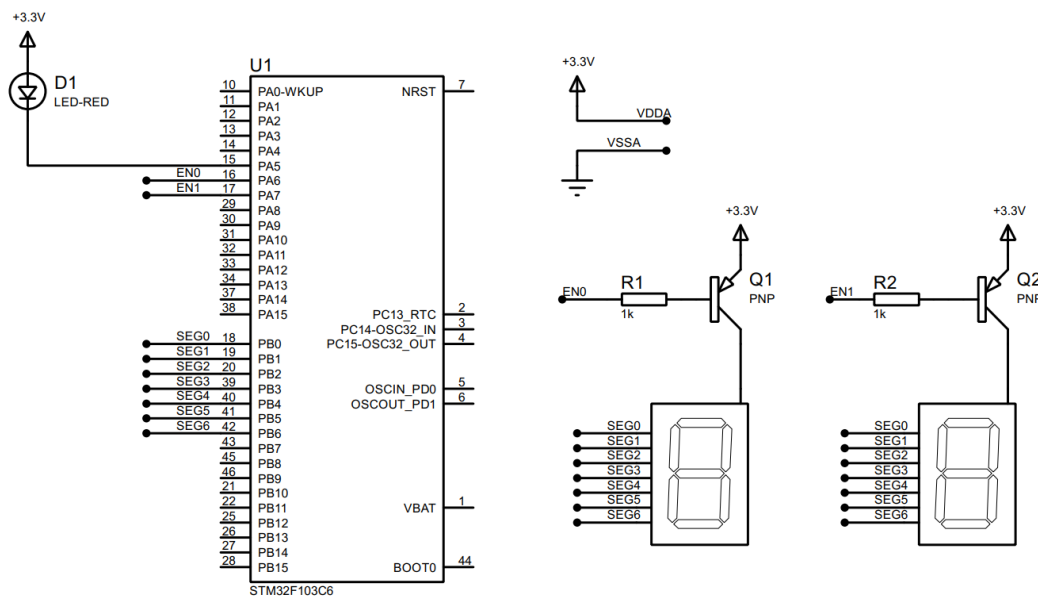 +3.3V
D1
LED-RED
U1
10 PA0-WKUP
11 PA1
12 PA2
13 PA3
14 PA4
15 PA5
EN0 16 PA6
EN1 17 PA7
29 PA8
30 PA9
31 PA10
32 PA11
33 PA12
34 PA13
37 PA14
38 PA15
SEG0 18 PB0
SEG1 19 PB1
SEG2 20 PB2
SEG3 39 PB3
SEG4 40 PB4
SEG5 41 PB5
SEG6 42 PB6
43 PB7
45 PB8
46 PB9
21 PB10
22 PB11
25 PB12
26 PB13
27 PB14
28 PB15
NRST 7
PC13_RTC 2
PC14-OSC32_IN 3
PC15-OSC32_OUT 4
OSCIN_PD0 5
OSCOUT_PD1 6
VBAT 1
BOOT0 44
STM32F103C6
+3.3V
VDDA
VSSA
+3.3V
EN0
R1
1k
Q1
PNP
SEG0
SEG1
SEG2
SEG3
SEG4
SEG5
SEG6
+3.3V
EN1
R2
1k
Q2
PNP
SEG0
SEG1
SEG2
SEG3
SEG4
SEG5
SEG6